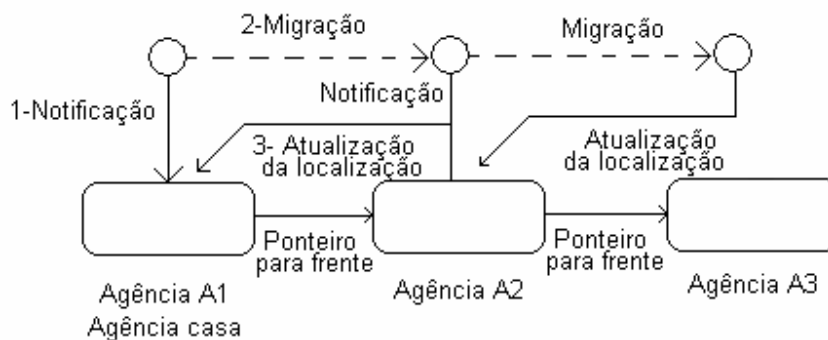 2-Migração
Migração
Notificação
1-Notificação
3- Atualização
da localização
Atualização
da localização
Ponteiro
para frente
Ponteiro
para frente
Agência A1
Agência casa
Agência A2
Agência A3